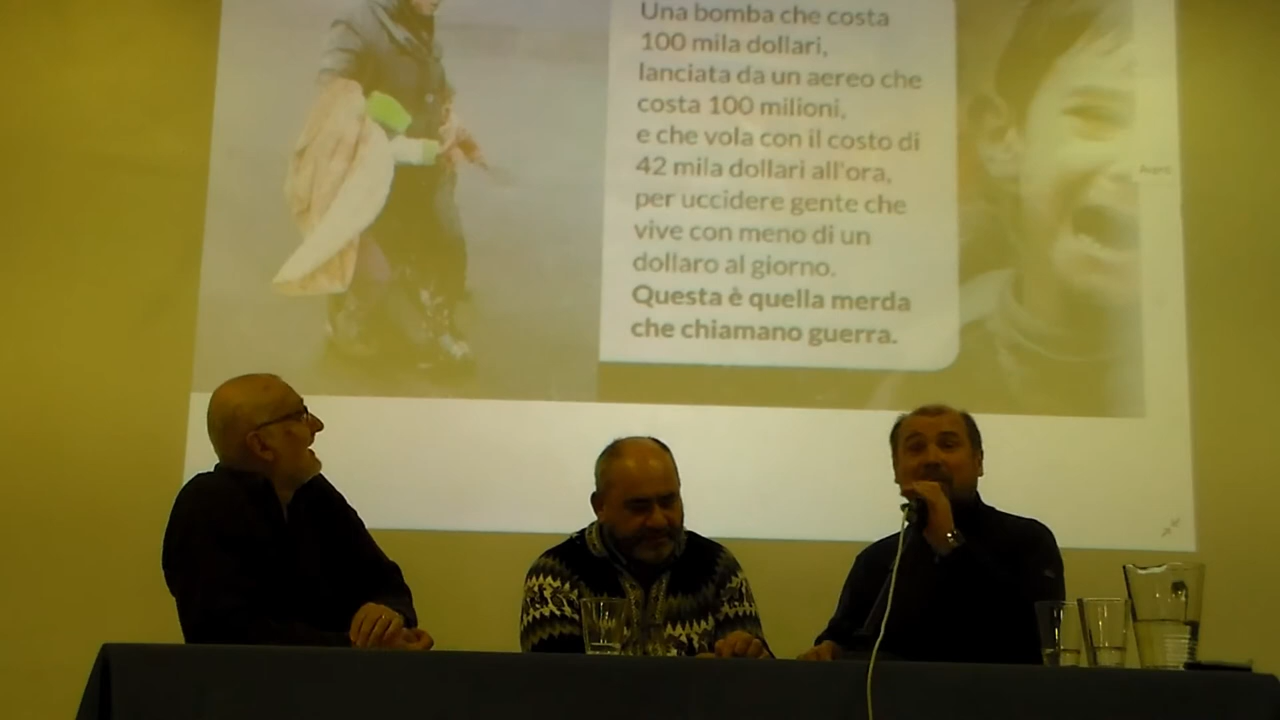 Una bomba che costa
100 mila dollari,
lanciata da un aereo che
costa 100 milioni,
e che vola con il costo di
42 mila dollari all'ora,
per uccidere gente che
vive con meno di un
dollaro al giorno.
Questa è quella merda
che chiamano guerra.